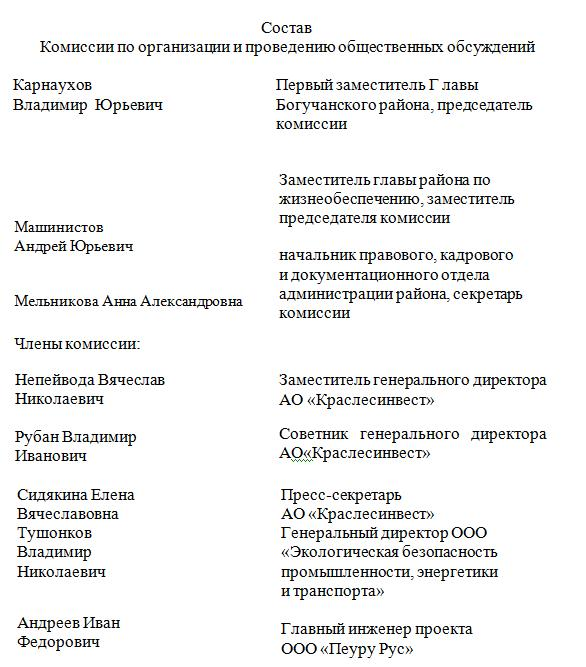 Состав
Комиссии по организации и проведению общественных обсуждений
Карнаухов
Владимир Юрьевич
Первый заместитель Г лавы
Богучанского района, председатель
комиссии
Машинистов
Андрей Юрьевич
Заместитель главы района по
жизнеобеспечению, заместитель
председателя комиссии
Мельникова Анна Александровна
начальник правового, кадрового
и документационного отдела
администрации района, секретарь
комиссии
Члены комиссии:
Непейвода Вячеслав
Николаевич
Заместитель генерального директора
АО «Краслесинвест»
Рубан Владимир
Иванович
Советник генерального директора
АО«Краслесинвест»
Сидякина Елена
Вячеславовна
Пресс-секретарь
АО «Краслесинвест»
Тушонков
Владимир
Николаевич
Генеральный директор ООО
«Экологическая безопасность
промышленности, энергетики
и транспорта»
Андреев Иван
Федорович
Главный инженер проекта
ООО «Пеуру Рус»